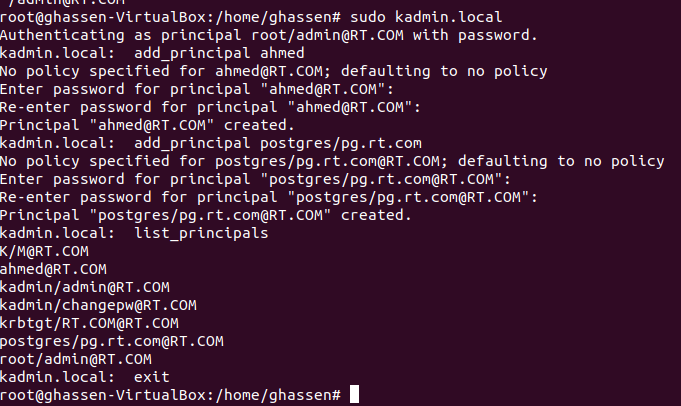 /admin@RT.COM
root@ghassen-VirtualBox:/home/ghassen# sudo kadmin.local
Authenticating as principal root/admin@RT.COM with password.
kadmin.local:  add_principal ahmed
No policy specified for ahmed@RT.COM; defaulting to no policy
Enter password for principal "ahmed@RT.COM":
Re-enter password for principal "ahmed@RT.COM":
Principal "ahmed@RT.COM" created.
kadmin.local:  add_principal postgres/pg.rt.com
No policy specified for postgres/pg.rt.com@RT.COM; defaulting to no policy
Enter password for principal "postgres/pg.rt.com@RT.COM":
Re-enter password for principal "postgres/pg.rt.com@RT.COM":
Principal "postgres/pg.rt.com@RT.COM" created.
kadmin.local:  list_principals
K/M@RT.COM
ahmed@RT.COM
kadmin/admin@RT.COM
kadmin/changepw@RT.COM
krbtgt/RT.COM@RT.COM
postgres/pg.rt.com@RT.COM
root/admin@RT.COM
kadmin.local:  exit
root@ghassen-VirtualBox:/home/ghassen#